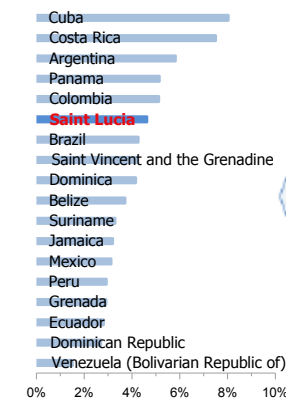 Cuba
Costa Rica
Argentina
Panama
Colombia
Saint Lucia
Brazil
Saint Vincent and the Grenadine
Dominica
Belize
Suriname
Jamaica
Mexico
Peru
Grenada
Ecuador
Dominican Republic
Venezuela (Bolivarian Republic of)
0% 2% 4% 6% 8% 10%